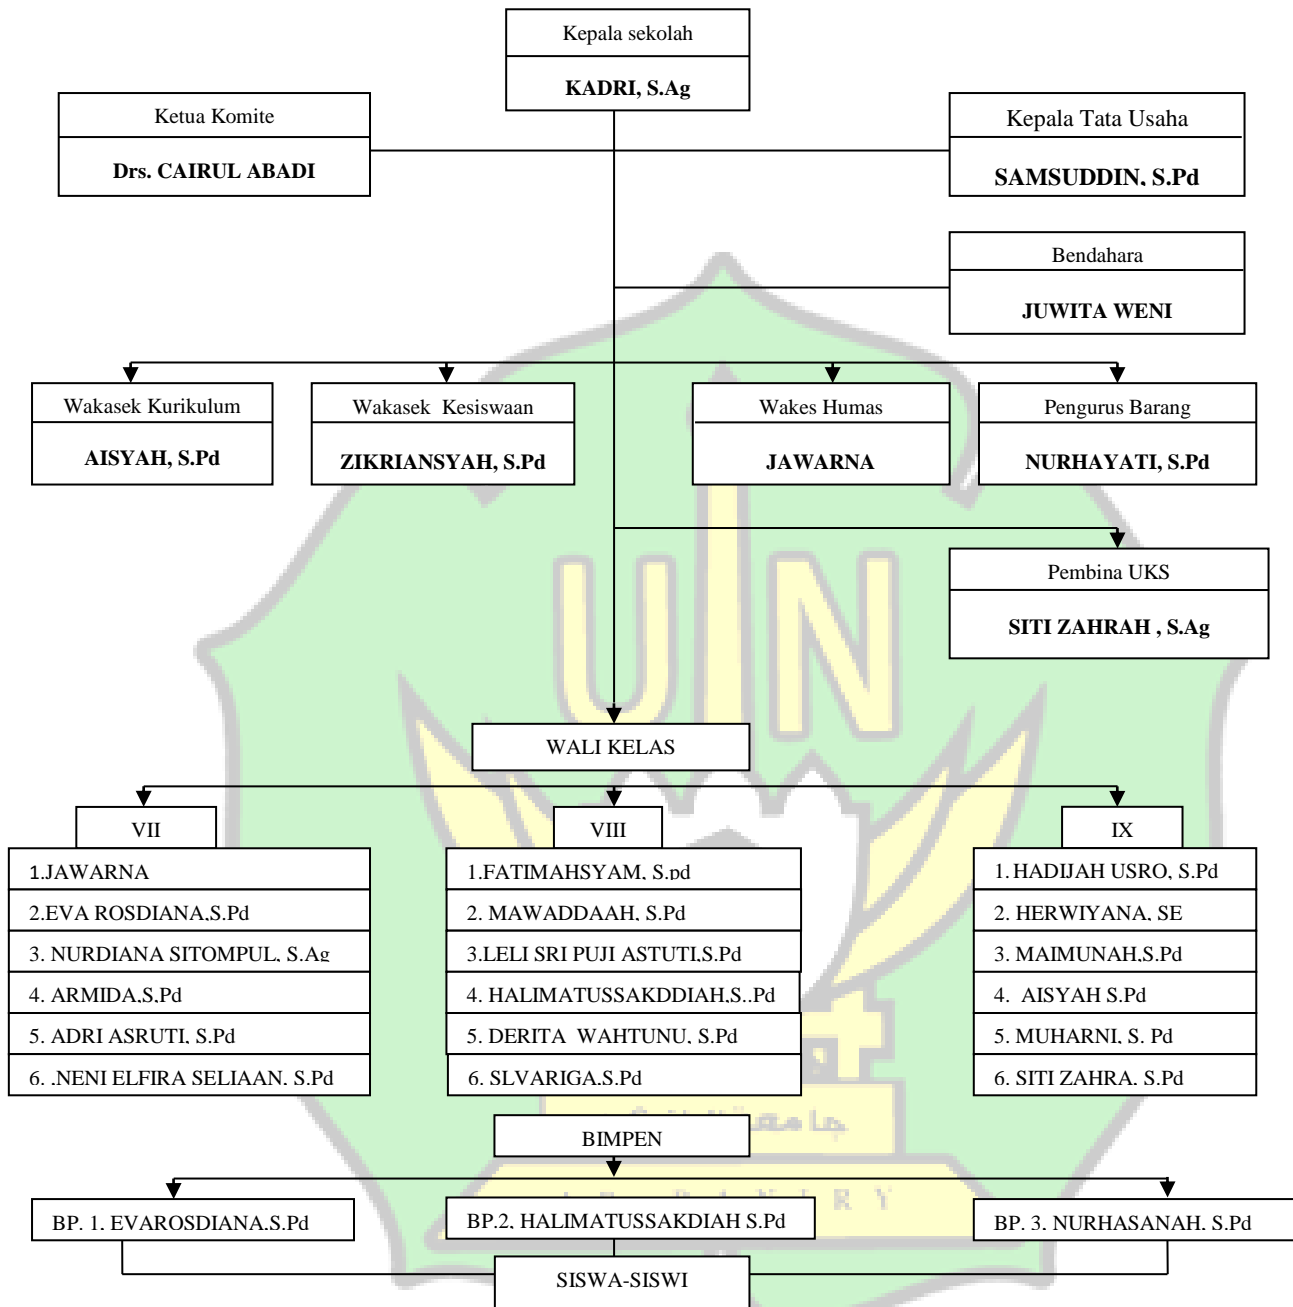 Kepala sekolah
KADRI, S.Ag
Ketua Komite
Drs. CAIRUL ABADI
Kepala Tata Usaha
SAMSUDDIN, S.Pd
Bendahara
JUWITA WENI
Wakasek Kurikulum
AISYAH, S.Pd
Wakasek  Kesiswaan
ZIKRIANSYAH, S.Pd
Wakes Humas
JAWARNA
Pengurus Barang
NURHAYATI, S.Pd
Pembina UKS
SITI ZAHRAH , S.Ag
UIN
WALI KELAS
VII
1.JAWARNA
2.EVA ROSDIANA,S.Pd
3. NURDIANA SITOMPUL, S.Ag
4. ARMIDA,S,Pd
5. ADRI ASRUTI, S.Pd
6. .NENI ELFIRA SELIAAN, S.Pd
VIII
1.FATIMAHSYAM, S.pd
2. MAWADDAAH, S.Pd
3.LELI SRI PUJI ASTUTI,S.Pd
4. HALIMATUSSAKDDIAH,S..Pd
5. DERITA  WAHTUNU, S.Pd
6. SLVARIGA,S.Pd
IX
1. HADIJAH USRO, S.Pd
2. HERWIYANA, SE
3. MAIMUNAH,S.Pd
4.  AISYAH S.Pd
5. MUHARNI, S. Pd
6. SITI ZAHRA, S.Pd
BIMPEN
BP. 1, EVAROSDIANA,S.Pd
BP.2, HALIMATUSSAKDIAH S.Pd
BP. 3, NURHASANAH, S.Pd
SISWA-SISWI